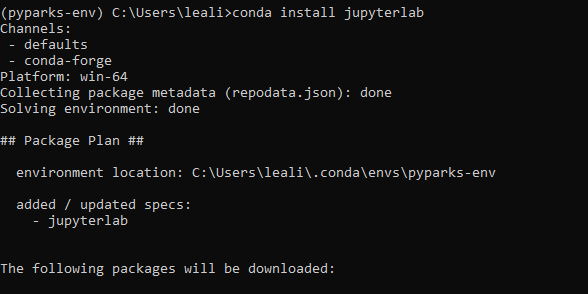 (pyparks-env) C:\Users\leali>conda install jupyterlab
Channels:
 - defaults
 - conda-forge
Platform: win-64
Collecting package metadata (repodata.json): done
Solving environment: done
## Package Plan ##
  environment location: C:\Users\leali\.conda\envs\pyparks-env
  added / updated specs:
    - jupyterlab
The following packages will be downloaded: